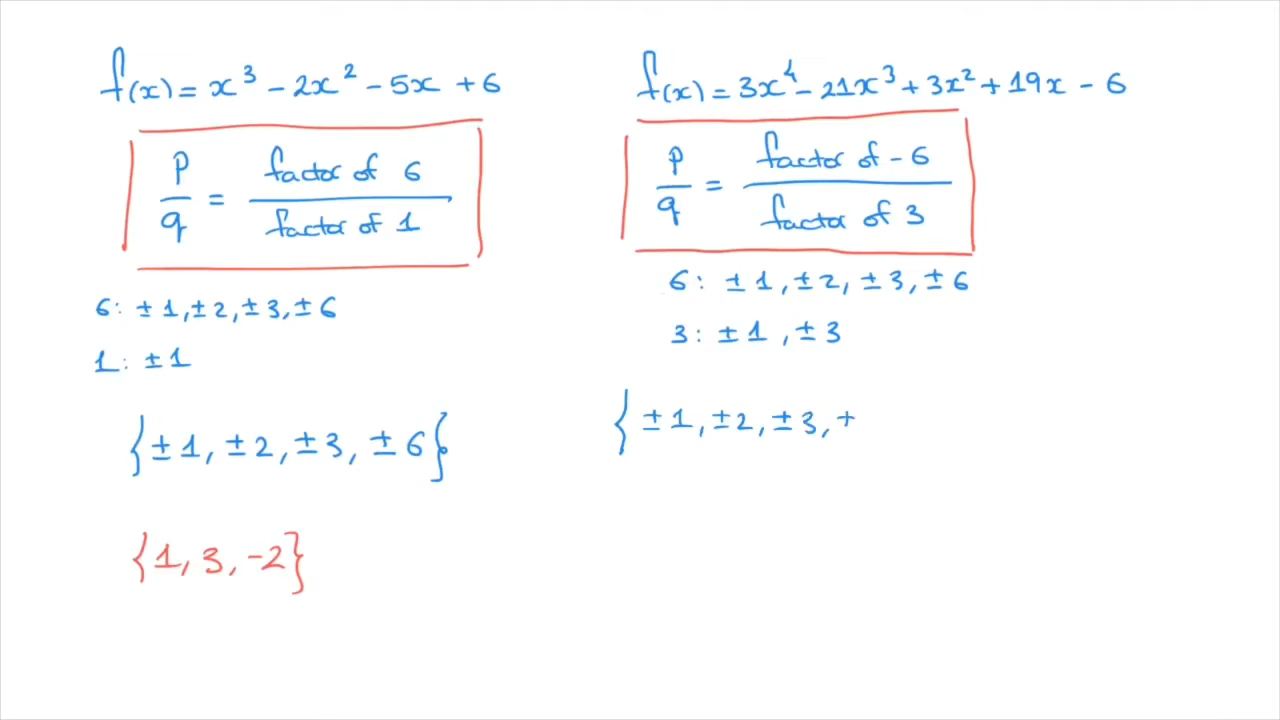 f(x) = x³ - 2x² - 5x + 6
p/q = factor of 6 / factor of 1
6: ±1, ±2, ±3, ±6
1: ±1
{±1, ±2, ±3, ±6}
{1, 3, -2}
f(x) = 3x⁴ - 21x³ + 3x² + 19x - 6
p/q = factor of -6 / factor of 3
6: ±1, ±2, ±3, ±6
3: ±1, ±3
{±1, ±2, ±3, +